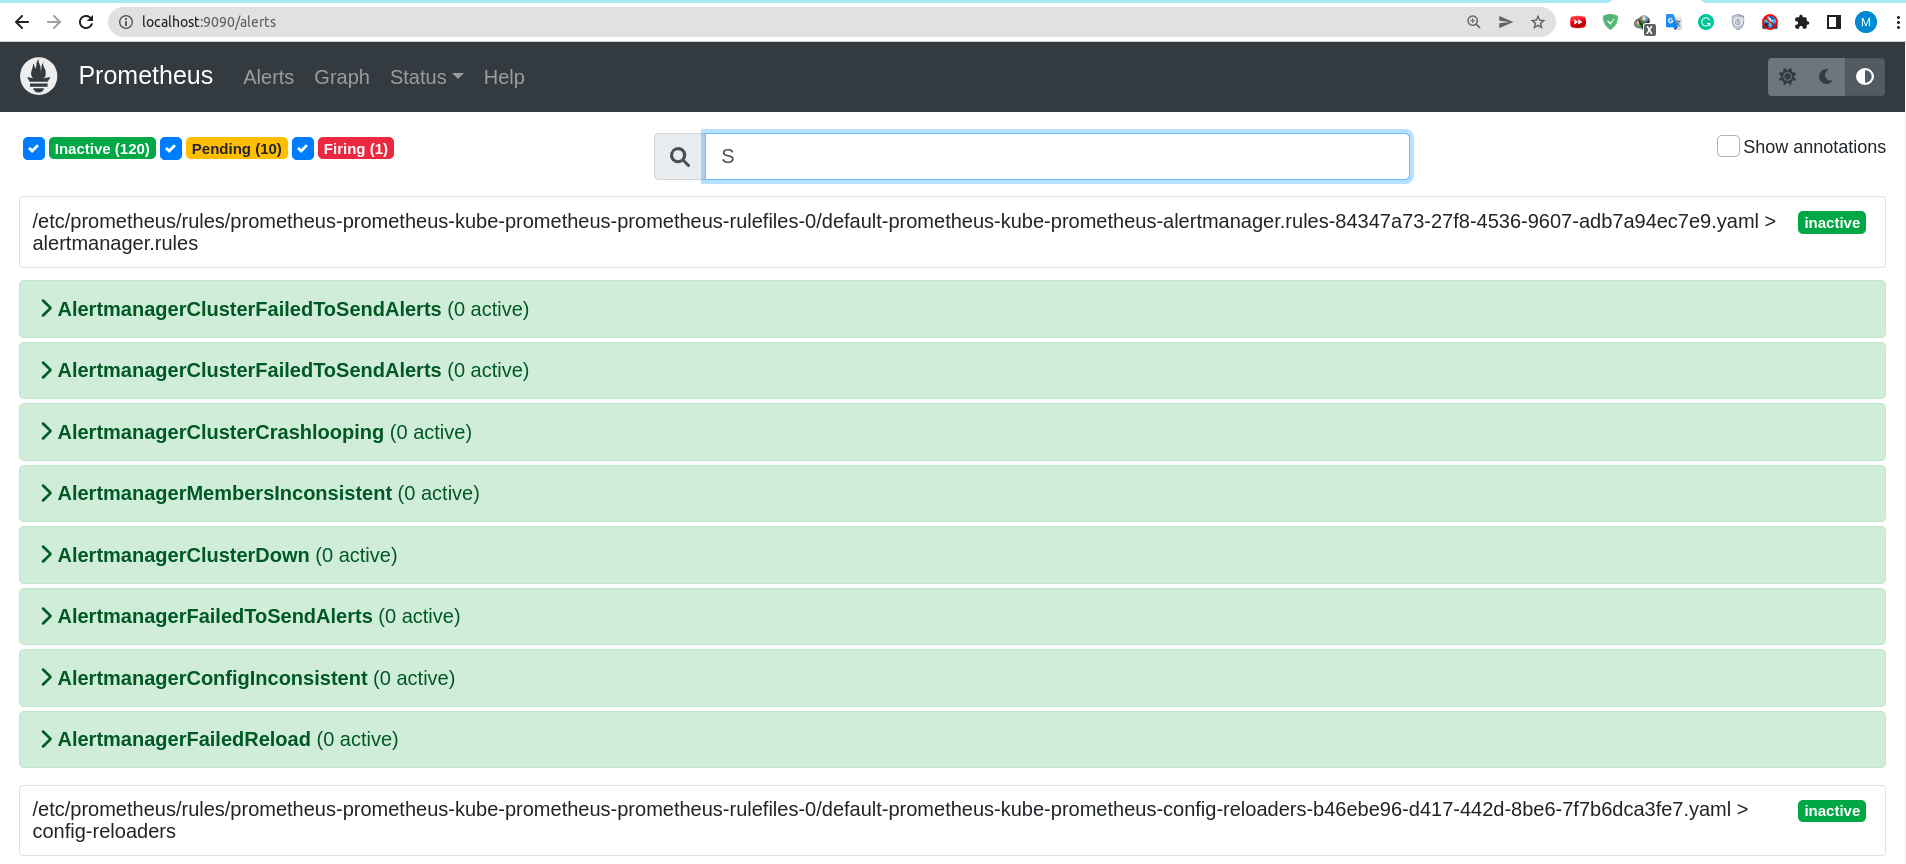 localhost:9090/alerts
M
X
Prometheus Alerts Graph Status Help
Inactive (120) Pending (10) Firing (1)
S
Show annotations
/etc/prometheus/rules/prometheus-prometheus-kube-prometheus-prometheus-rulefiles-0/default-prometheus-kube-prometheus-alertmanager.rules-84347a73-27f8-4536-9607-adb7a94ec7e9.yaml > inactive
alertmanager.rules
AlertmanagerClusterFailedToSendAlerts (0 active)
AlertmanagerClusterFailedToSendAlerts (0 active)
AlertmanagerClusterCrashlooping (0 active)
AlertmanagerMembersInconsistent (0 active)
AlertmanagerClusterDown (0 active)
AlertmanagerFailedToSendAlerts (0 active)
AlertmanagerConfigInconsistent (0 active)
AlertmanagerFailedReload (0 active)
/etc/prometheus/rules/prometheus-prometheus-kube-prometheus-prometheus-rulefiles-0/default-prometheus-kube-prometheus-config-reloaders-b46ebe96-d417-442d-8be6-7f7b6dca3fe7.yaml > inactive
config-reloaders